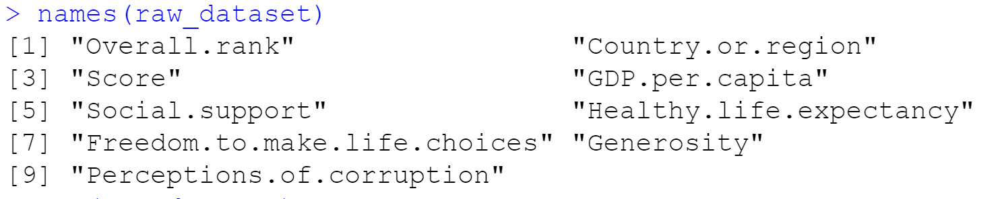 > names(raw_dataset)
[1] "Overall.rank" "Country.or.region"
[3] "Score" "GDP.per.capita"
[5] "Social.support" "Healthy.life.expectancy"
[7] "Freedom.to.make.life.choices" "Generosity"
[9] "Perceptions.of.corruption"